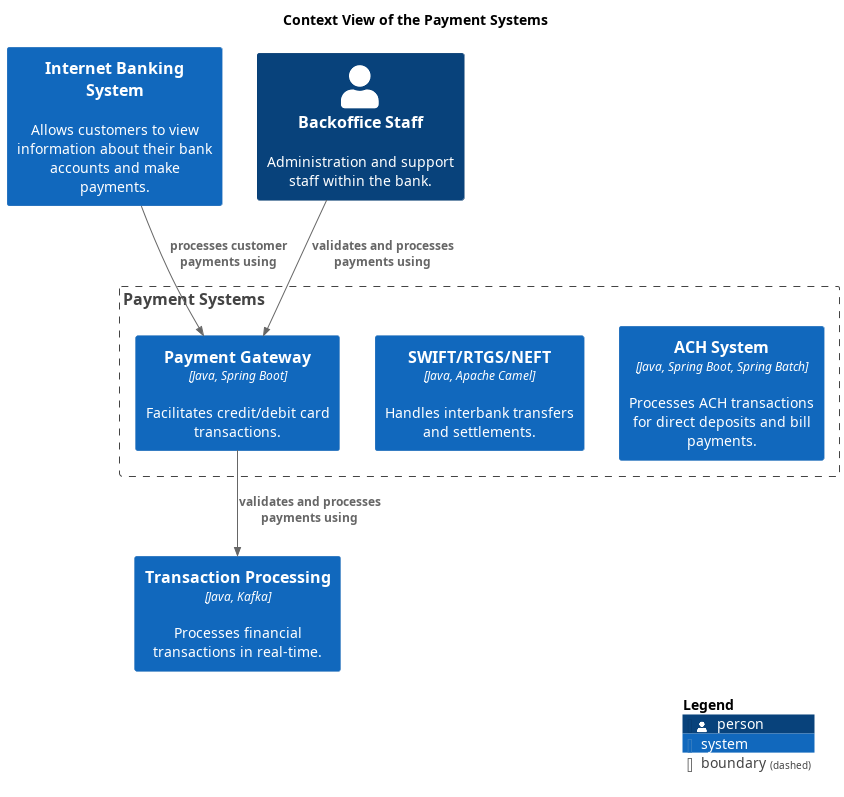 Context View of the Payment Systems
Internet Banking
System
Allows customers to view
information about their bank
accounts and make
payments.
Backoffice Staff
Administration and support
staff within the bank.
processes customer
payments using
validates and processes
payments using
Payment Systems
Payment Gateway
[Java, Spring Boot]
Facilitates credit/debit card
transactions.
SWIFT/RTGS/NEFT
[Java, Apache Camel]
Handles interbank transfers
and settlements.
ACH System
[Java, Spring Boot, Spring Batch]
Processes ACH transactions
for direct deposits and bill
payments.
validates and processes
payments using
Transaction Processing
[Java, Kafka]
Processes financial
transactions in real-time.
Legend
person
system
boundary (dashed)